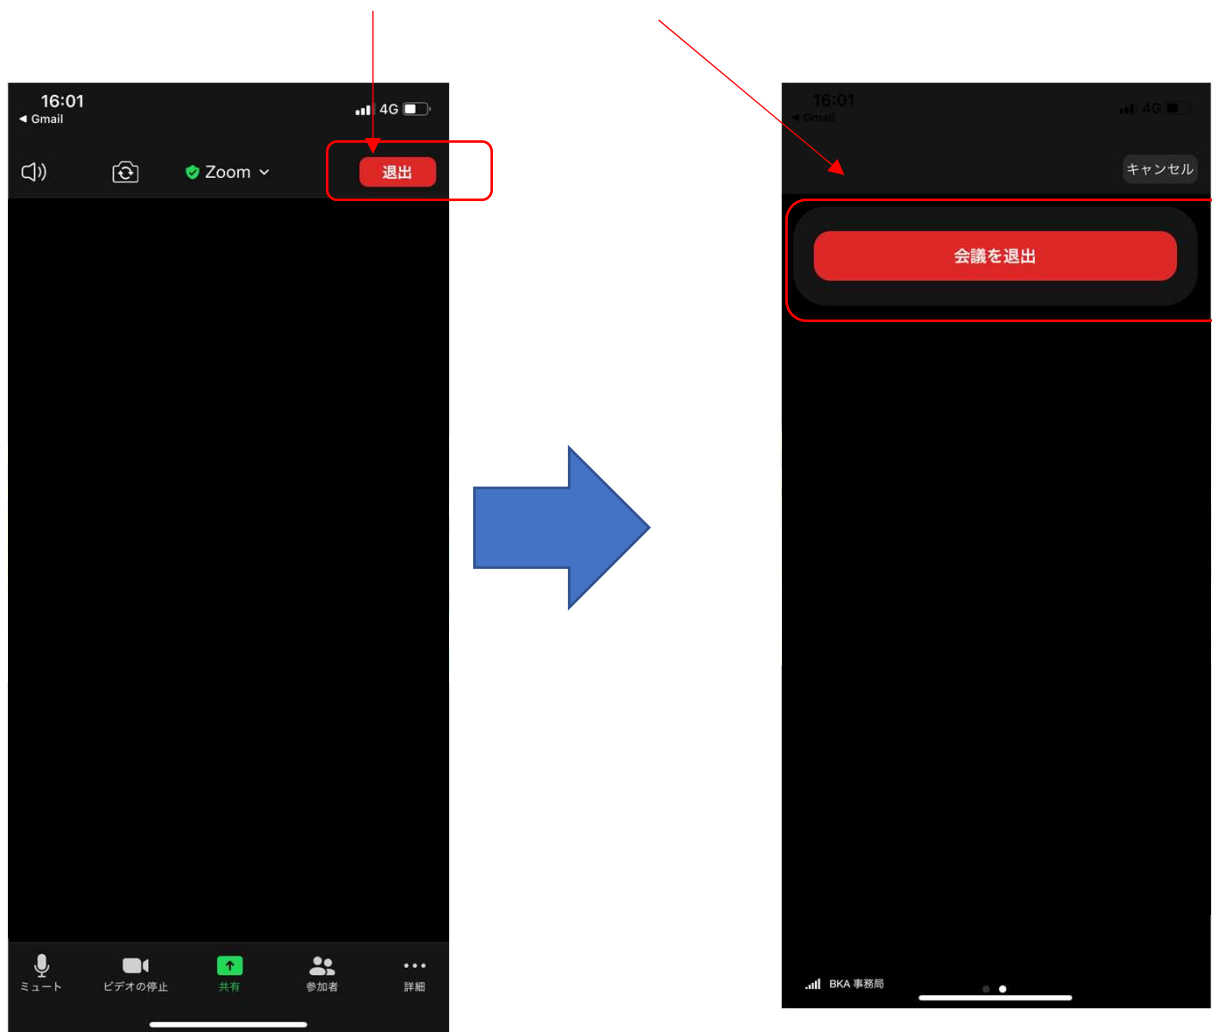 16:01
◀ Gmail
4G
Zoom
退出
ミュート
ビデオの停止
共有
参加者
詳細
16:01
◀ Gmail
4G
キャンセル
会議を退出
BKA 事務局